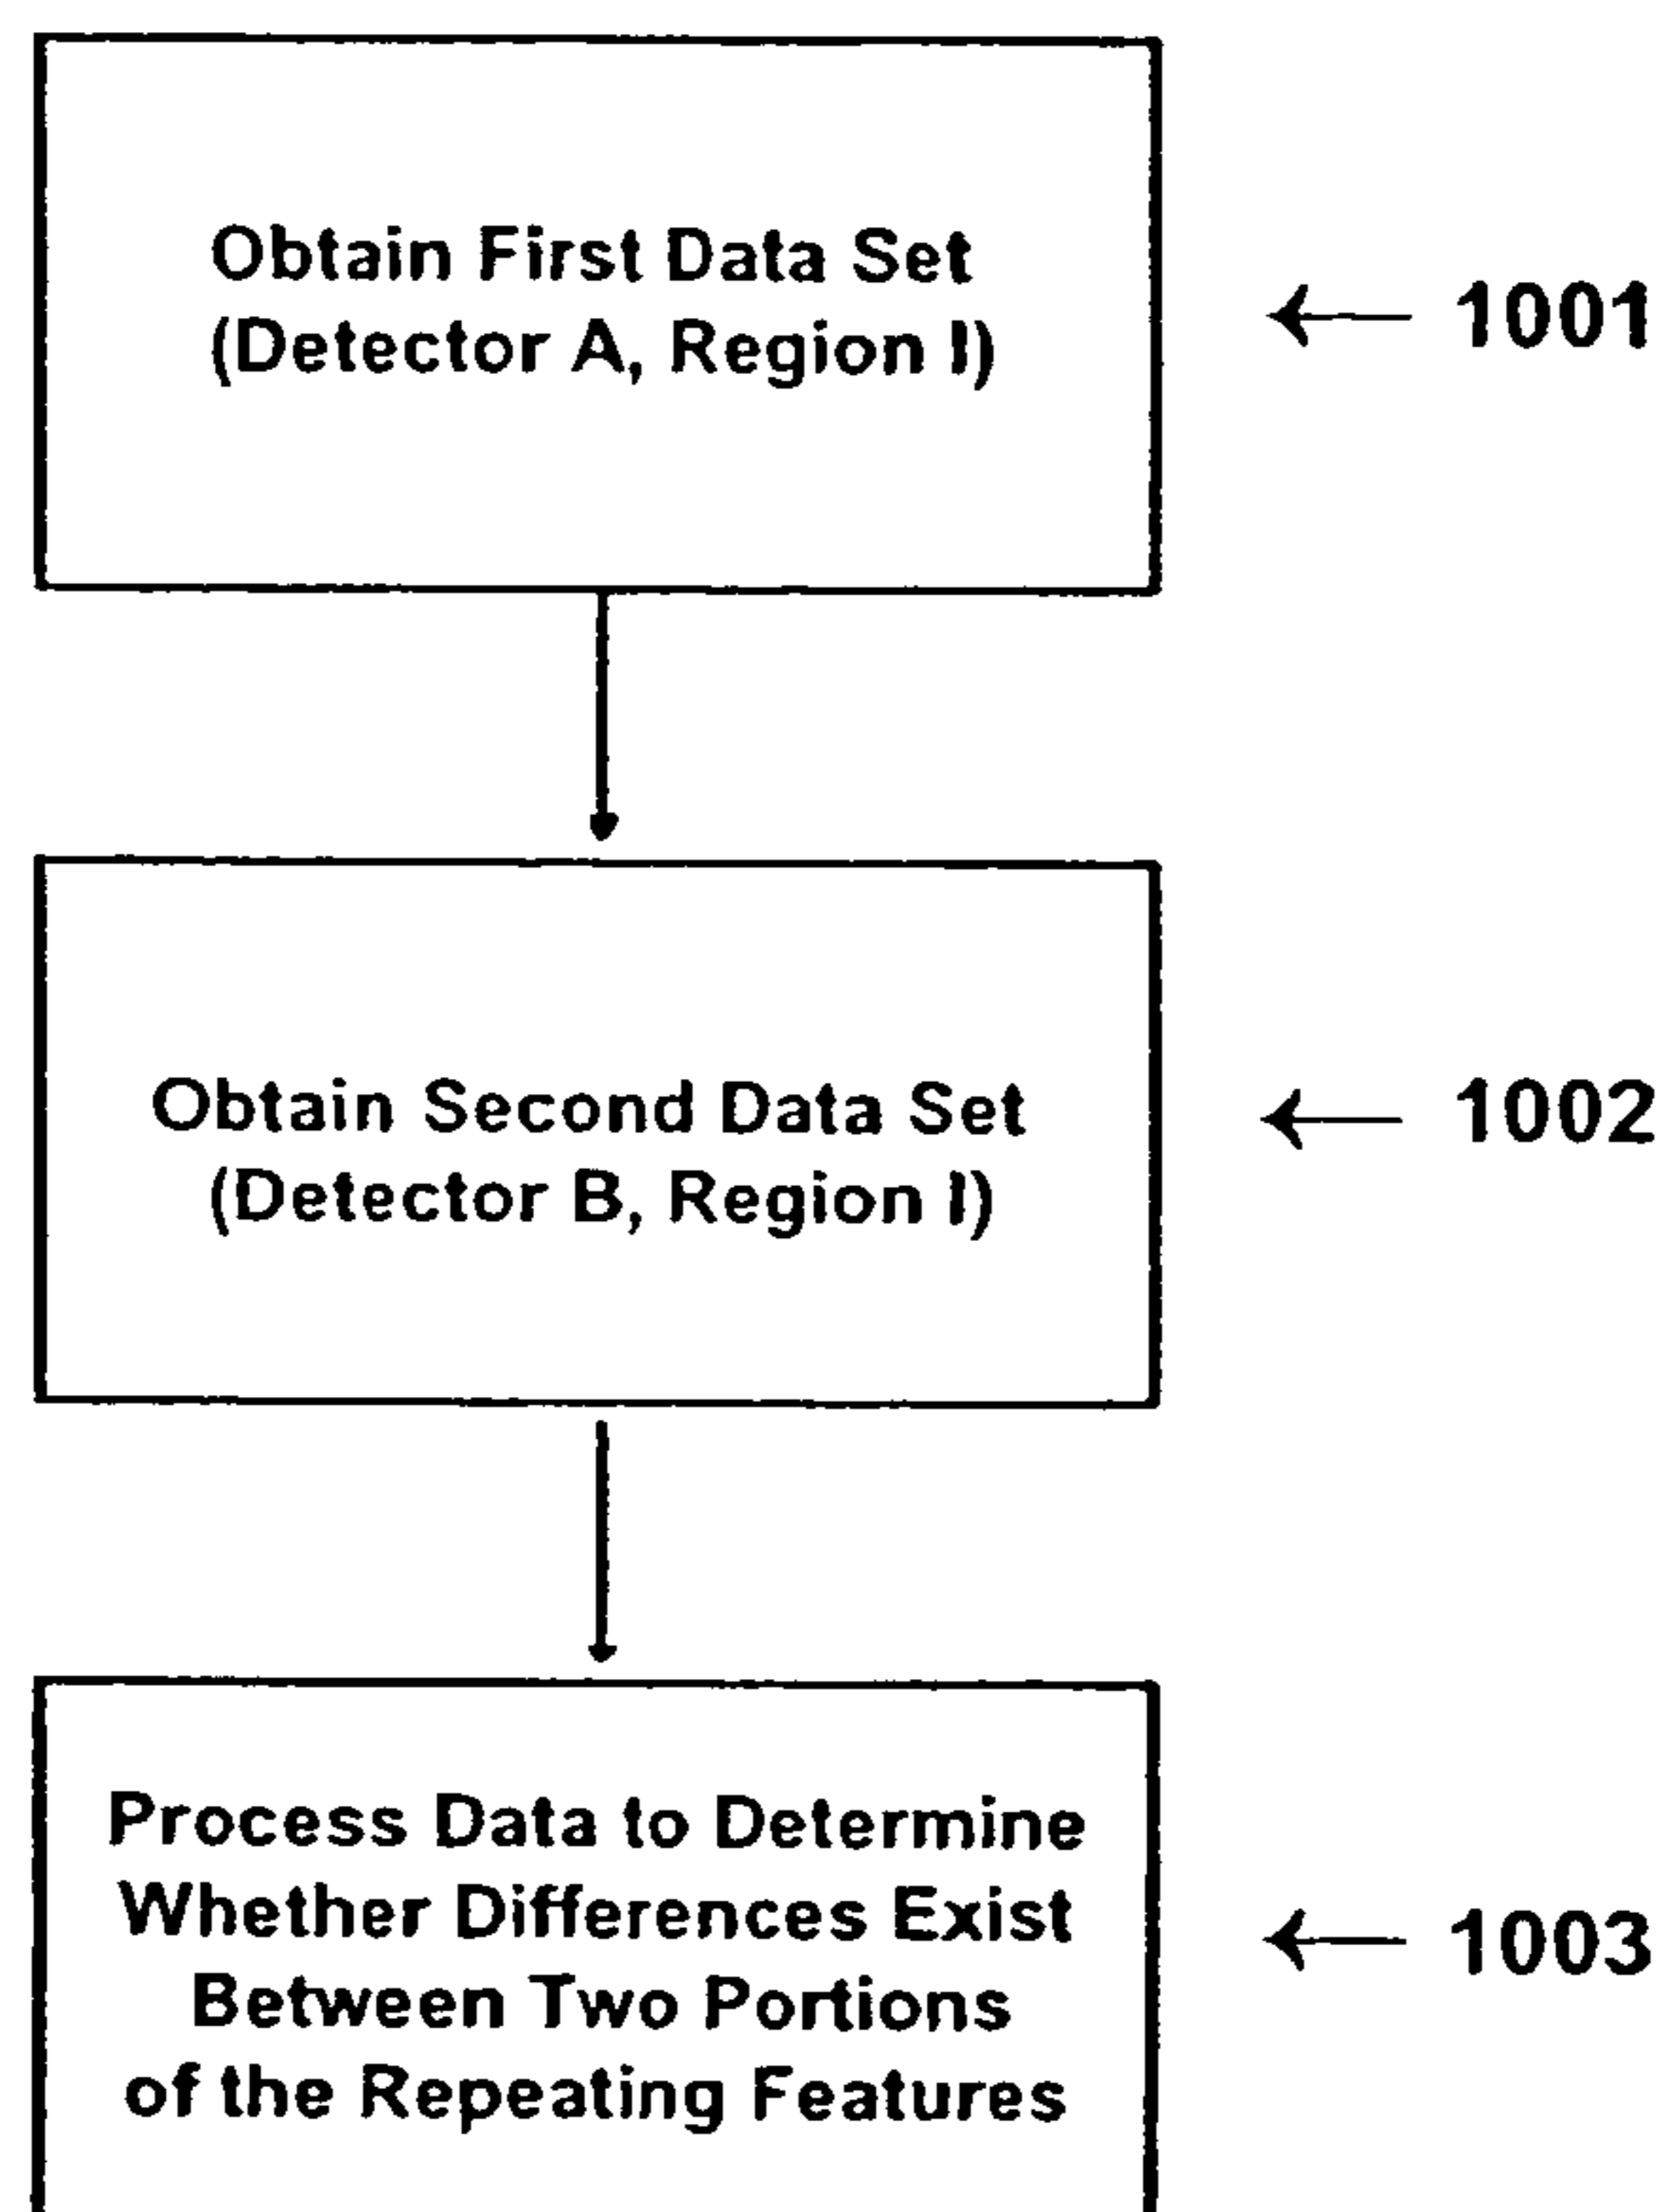 Obtain First Data Set
(Detector A, Region I)
1001
Obtain Second Data Set
(Detector B, Region I)
1002
Process Data to Determine
Whether Differences Exist
Between Two Portions
of the Repeating Features
1003